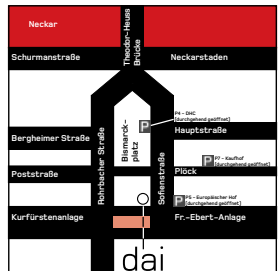 Neckar
Theodor-Heuss
Brücke
Schurmanstraße
Neckarstaden
P
P4 - DHC
(durchgehend geöffnet)
Bismarck-
platz
Bergheimer Straße
Hauptstraße
Rohrbacher Straße
Sofienstraße
P
P7 - Kaufhof
(durchgehend geöffnet)
Poststraße
Plöck
P
P5 - Europäischer Hof
(durchgehend geöffnet)
Kurfürstenanlage
Fr.-Ebert-Anlage
dai